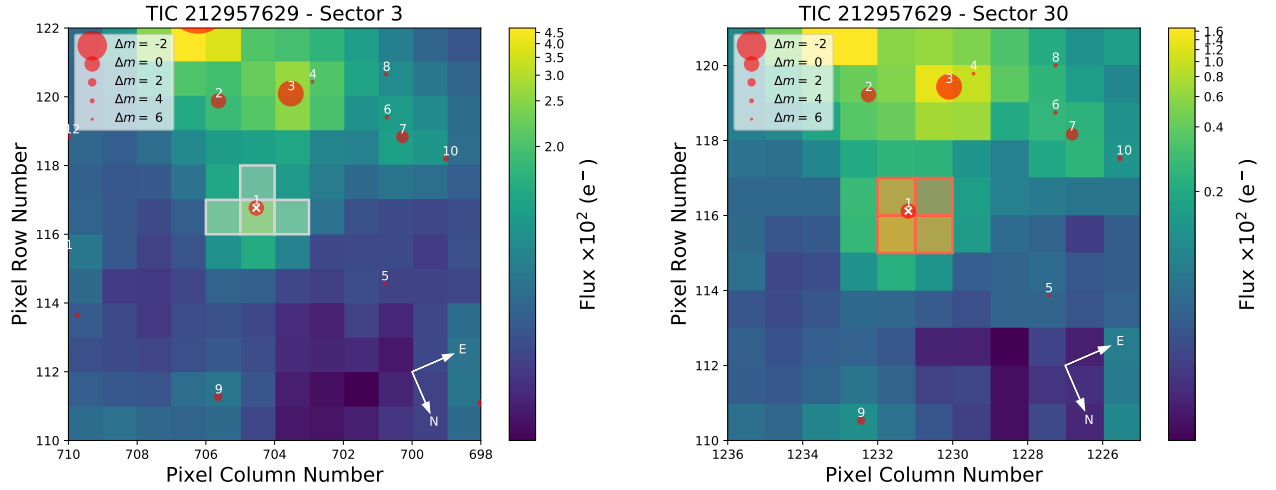 TIC 212957629 - Sector 3
Δm = -2
Δm = 0
Δm = 2
Δm = 4
Δm = 6
1
2
3
4
5
6
7
8
9
10
12
1
E
N
122
120
118
116
114
112
110
710
708
706
704
702
700
698
Pixel Row Number
Pixel Column Number
4.5
4.0
3.5
3.0
2.5
2.0
Flux ×10² (e⁻)
TIC 212957629 - Sector 30
Δm = -2
Δm = 0
Δm = 2
Δm = 4
Δm = 6
1
2
3
4
5
6
7
8
9
10
E
N
120
118
116
114
112
110
1236
1234
1232
1230
1228
1226
Pixel Row Number
Pixel Column Number
1.6
1.4
1.2
1.0
0.8
0.6
0.4
0.2
Flux ×10² (e⁻)